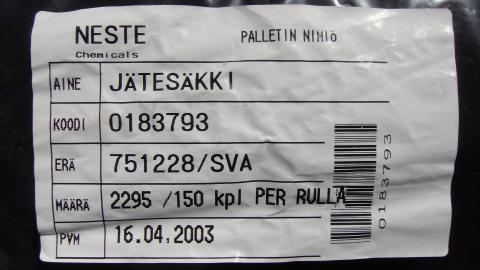 NESTE PALLETIN NIMIÖ
Chemicals
AINE JÄTESÄKKI
KOODI 0183793
ERÄ 751228/SVA
MÄÄRÄ 2295 /150 kpl PER RULLA
PVM 16.04.2003
0183793